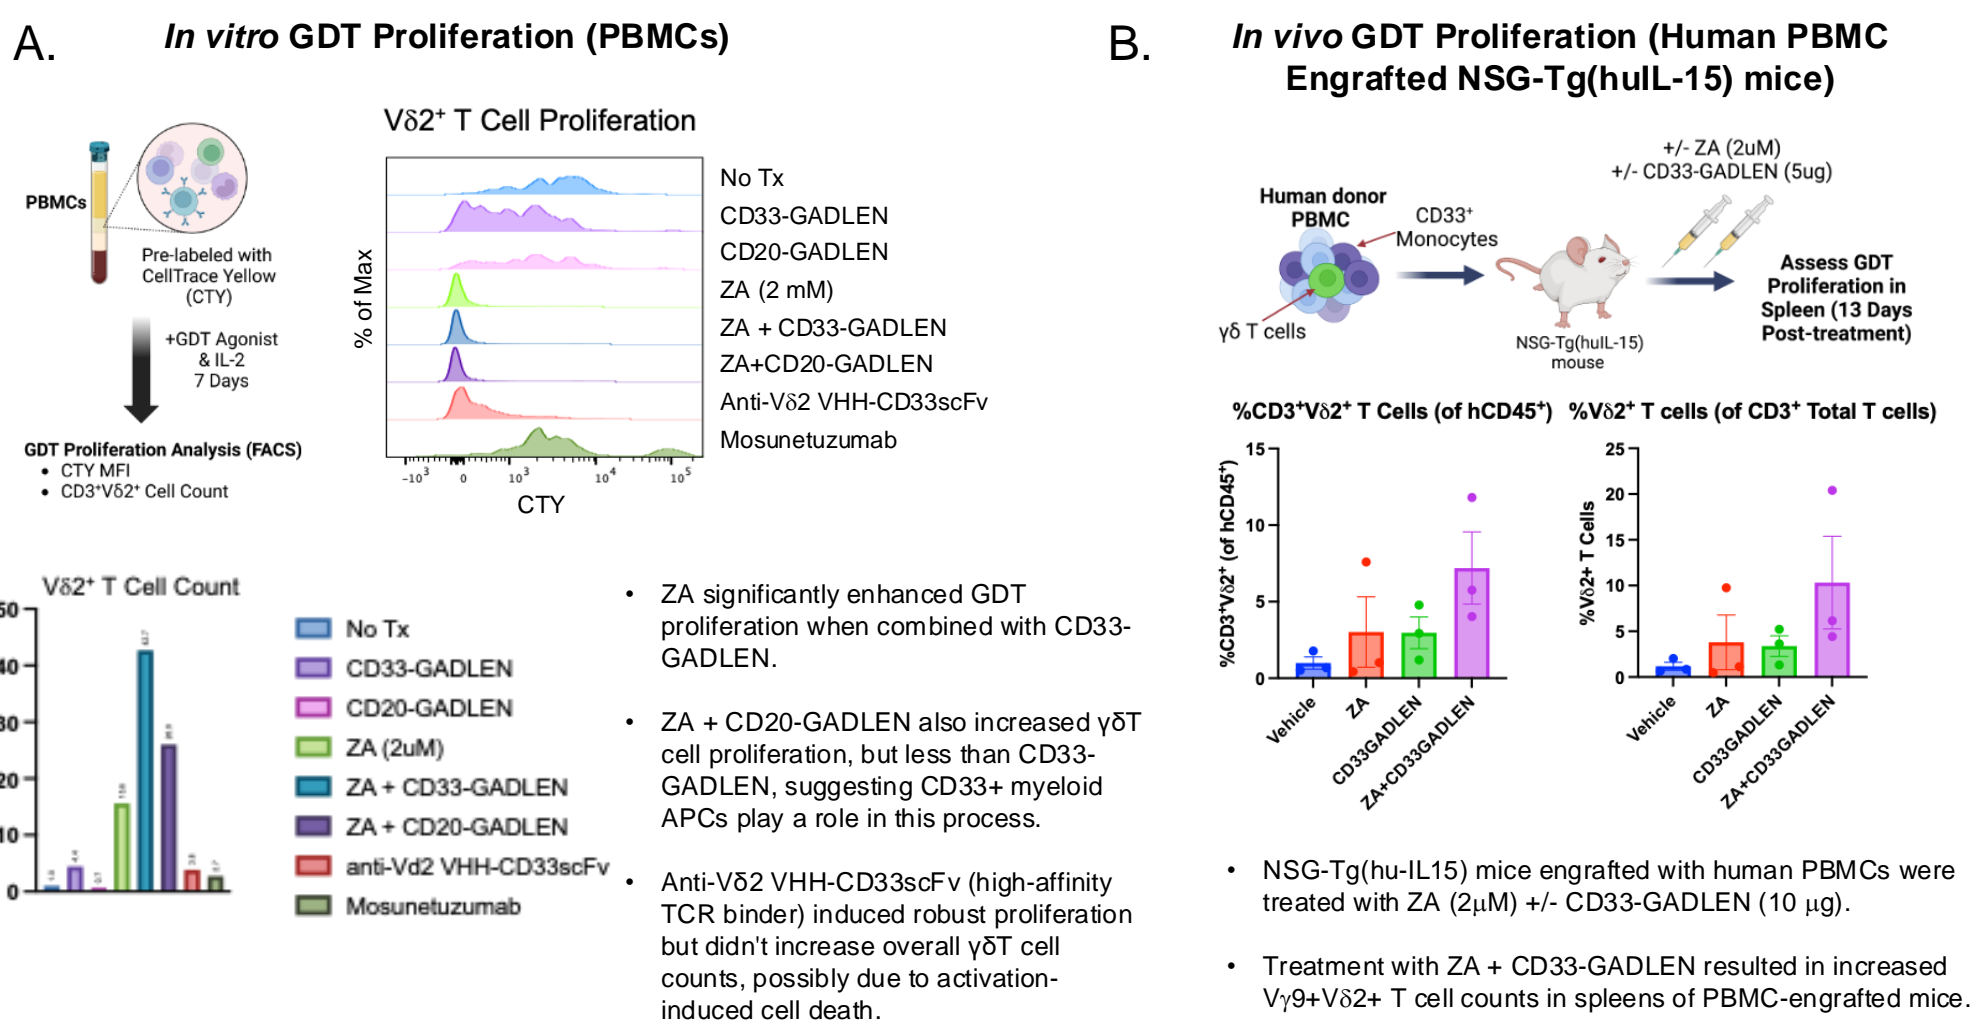 A.
In vitro GDT Proliferation (PBMCs)
PBMCs
Pre-labeled with
CellTrace Yellow
(CTY)
+GDT Agonist
& IL-2
7 Days
GDT Proliferation Analysis (FACS)
• CTY MFI
• CD3⁺Vδ2⁺ Cell Count
Vδ2⁺ T Cell Proliferation
% of Max
No Tx
CD33-GADLEN
CD20-GADLEN
ZA (2 mM)
ZA + CD33-GADLEN
ZA+CD20-GADLEN
Anti-Vδ2 VHH-CD33scFv
Mosunetuzumab
-10³ 0 10³ 10⁴ 10⁵
CTY
Vδ2⁺ T Cell Count
50
40
30
20
10
0
No Tx
CD33-GADLEN
CD20-GADLEN
ZA (2uM)
ZA + CD33-GADLEN
ZA + CD20-GADLEN
anti-Vd2 VHH-CD33scFv
Mosunetuzumab
• ZA significantly enhanced GDT
proliferation when combined with CD33-
GADLEN.
• ZA + CD20-GADLEN also increased γδT
cell proliferation, but less than CD33-
GADLEN, suggesting CD33+ myeloid
APCs play a role in this process.
• Anti-Vδ2 VHH-CD33scFv (high-affinity
TCR binder) induced robust proliferation
but didn't increase overall γδT cell
counts, possibly due to activation-
induced cell death.
B.
In vivo GDT Proliferation (Human PBMC
Engrafted NSG-Tg(huIL-15) mice)
Human donor
PBMC
CD33⁺
Monocytes
γδ T cells
NSG-Tg(huIL-15)
mouse
+/- ZA (2uM)
+/- CD33-GADLEN (5ug)
Assess GDT
Proliferation in
Spleen (13 Days
Post-treatment)
%CD3⁺Vδ2⁺ T Cells (of hCD45⁺)
%CD3⁺Vδ2⁺ (of hCD45⁺)
15
10
5
0
Vehicle
ZA
CD33GADLEN
ZA+CD33GADLEN
%Vδ2⁺ T cells (of CD3⁺ Total T cells)
%Vδ2+ T Cells
25
20
15
10
5
0
Vehicle
ZA
CD33GADLEN
ZA+CD33GADLEN
• NSG-Tg(hu-IL15) mice engrafted with human PBMCs were
treated with ZA (2μM) +/- CD33-GADLEN (10 μg).
• Treatment with ZA + CD33-GADLEN resulted in increased
Vγ9+Vδ2+ T cell counts in spleens of PBMC-engrafted mice.